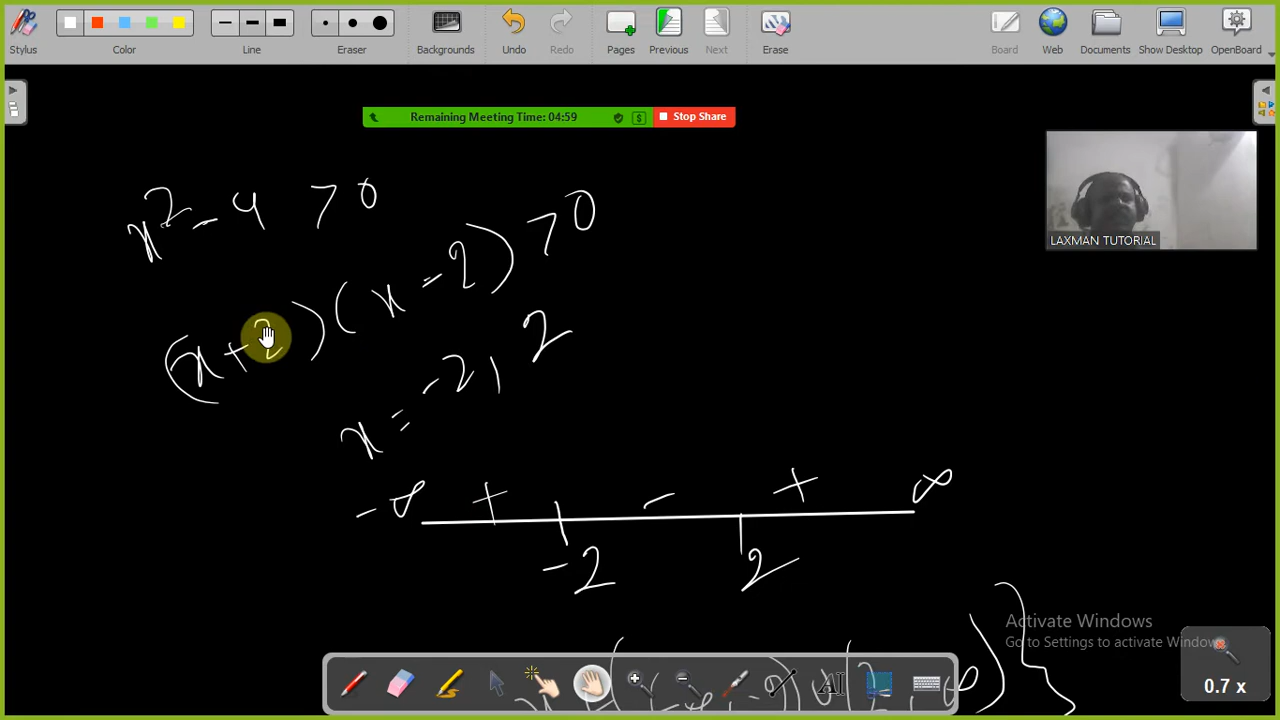 Stylus Color Line Eraser Backgrounds Undo Redo Pages Previous Next Erase Board Web Documents Show Desktop OpenBoard
Remaining Meeting Time: 04:59 Stop Share
LAXMAN TUTORIAL
x² - 4 > 0
(x + 2)(x - 2) > 0
x = -2, 2
-∞ + - + ∞
-2 2
Activate Windows
Go to Settings to activate Windows.
0.7 x